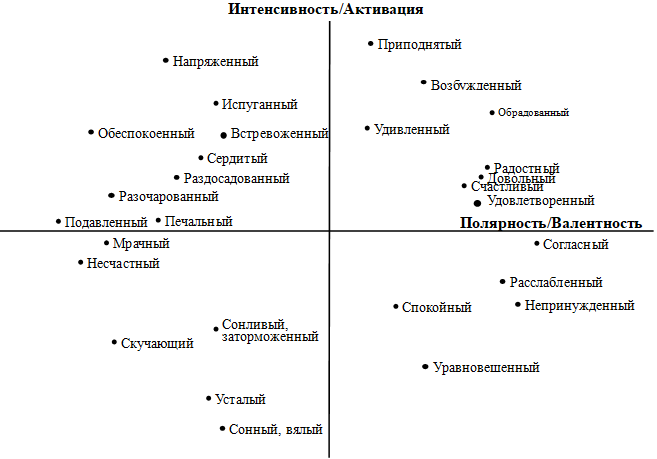 Интенсивность/Активация
Приподнятый
Напряженный
Возбужденный
Испуганный
Обрадованный
Обеспокоенный
Встревоженный
Удивленный
Сердитый
Радостный
Раздосадованный
Довольный
Счастливый
Разочарованный
Удовлетворенный
Подавленный
Печальный
Полярность/Валентность
Мрачный
Согласный
Несчастный
Расслабленный
Спокойный
Непринужденный
Сонливый,
заторможенный
Скучающий
Уравновешенный
Усталый
Сонный, вялый